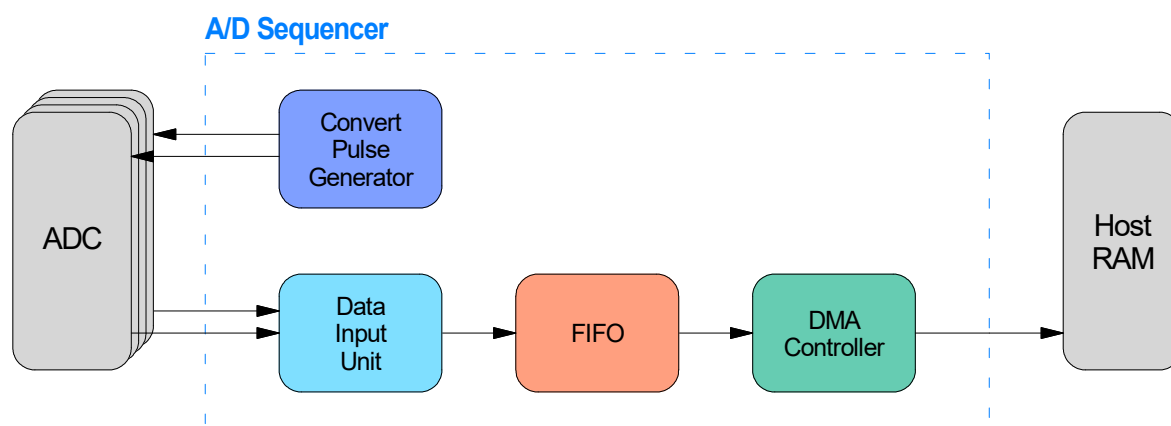 A/D Sequencer
Convert
Pulse
Generator
ADC
Host
RAM
Data
Input
Unit
FIFO
DMA
Controller